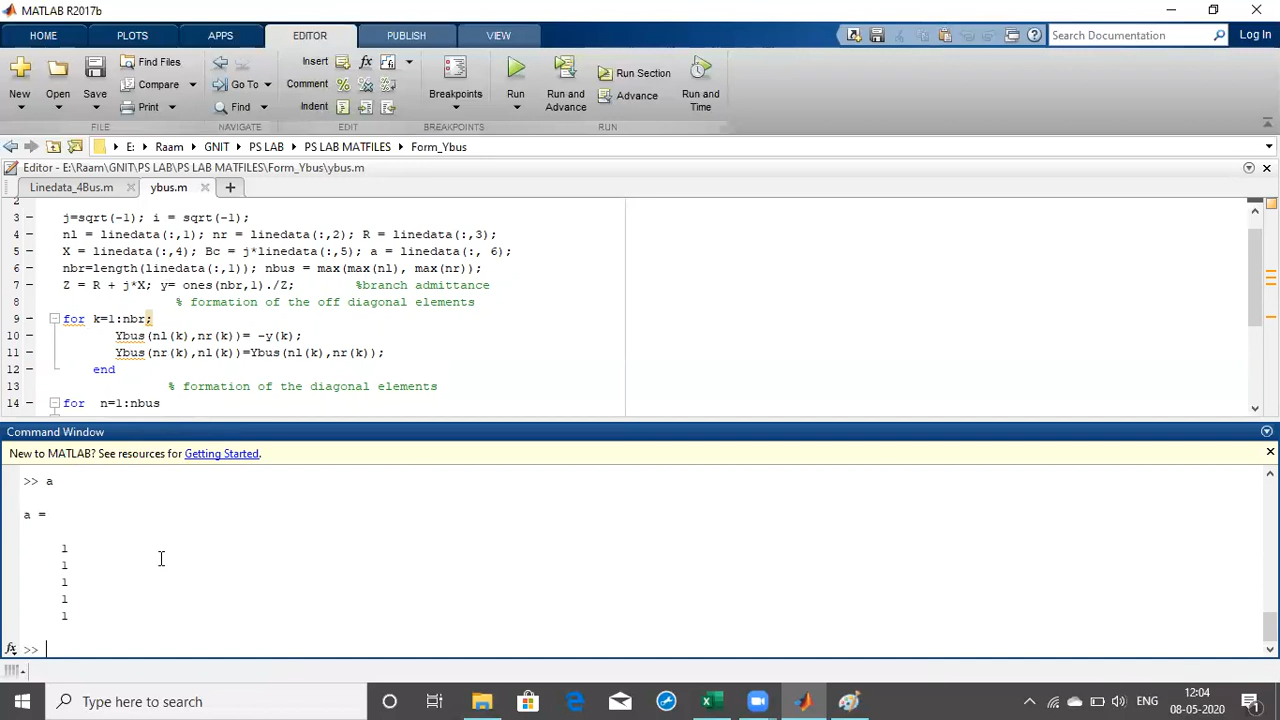 MATLAB R2017b
HOME PLOTS APPS EDITOR PUBLISH VIEW Search Documentation Log In
New Open Save Find Files Compare Print Go To Find Insert fx Comment Indent Breakpoints Run Run and Advance Run Section Advance Run and Time
FILE NAVIGATE EDIT BREAKPOINTS RUN
E: Raam GNIT PS LAB PS LAB MATFILES Form_Ybus
Editor - E:\Raam\GNIT\PS LAB\PS LAB MATFILES\Form_Ybus\ybus.m
Linedata_4Bus.m ybus.m
2
3 — j=sqrt(-1); i = sqrt(-1);
4 — nl = linedata(:,1); nr = linedata(:,2); R = linedata(:,3);
5 — X = linedata(:,4); Bc = j*linedata(:,5); a = linedata(:, 6);
6 — nbr=length(linedata(:,1)); nbus = max(max(nl), max(nr));
7 — Z = R + j*X; y= ones(nbr,1)./Z; %branch admittance
8 % formation of the off diagonal elements
9 — for k=1:nbr;
10 — Ybus(nl(k),nr(k))= -y(k);
11 — Ybus(nr(k),nl(k))=Ybus(nl(k),nr(k));
12 — end
13 % formation of the diagonal elements
14 — for n=1:nbus
Command Window
New to MATLAB? See resources for Getting Started.
>> a
a =
1
1
1
1
1
fx >>
Type here to search ENG 12:04
08-05-2020